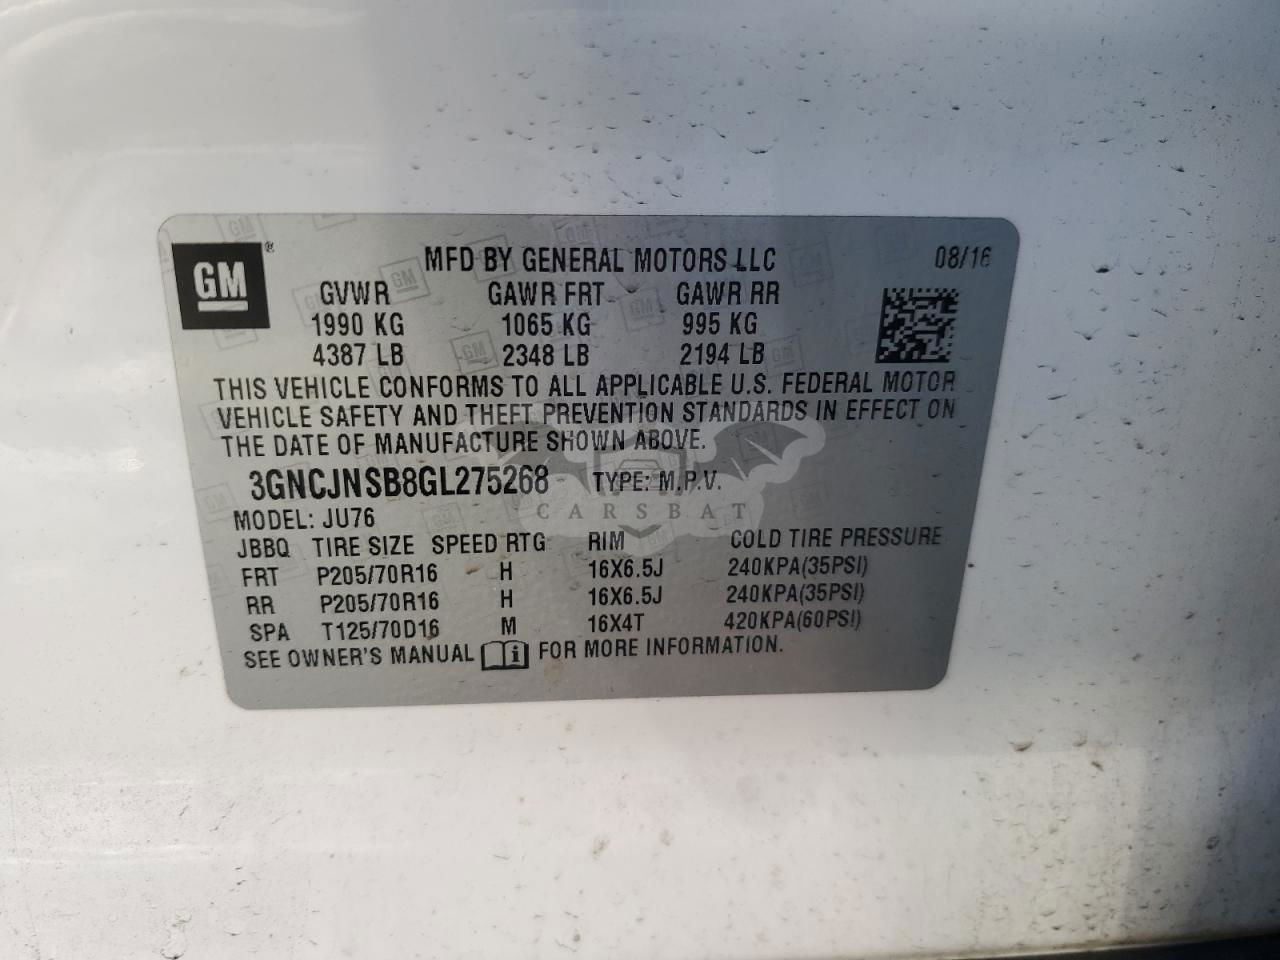 GM ® MFD BY GENERAL MOTORS LLC 08/16
GVWR GAWR FRT GAWR RR
1990 KG 1065 KG 995 KG
4387 LB 2348 LB 2194 LB
THIS VEHICLE CONFORMS TO ALL APPLICABLE U.S. FEDERAL MOTOR
VEHICLE SAFETY AND THEFT PREVENTION STANDARDS IN EFFECT ON
THE DATE OF MANUFACTURE SHOWN ABOVE.
3GNCJNSB8GL275268 TYPE: M.P.V.
CARSBAT
MODEL: JU76
JBBQ TIRE SIZE SPEED RTG RIM COLD TIRE PRESSURE
FRT P205/70R16 H 16X6.5J 240KPA(35PSI)
RR P205/70R16 H 16X6.5J 240KPA(35PSI)
SPA T125/70D16 M 16X4T 420KPA(60PSI)
SEE OWNER'S MANUAL i FOR MORE INFORMATION.